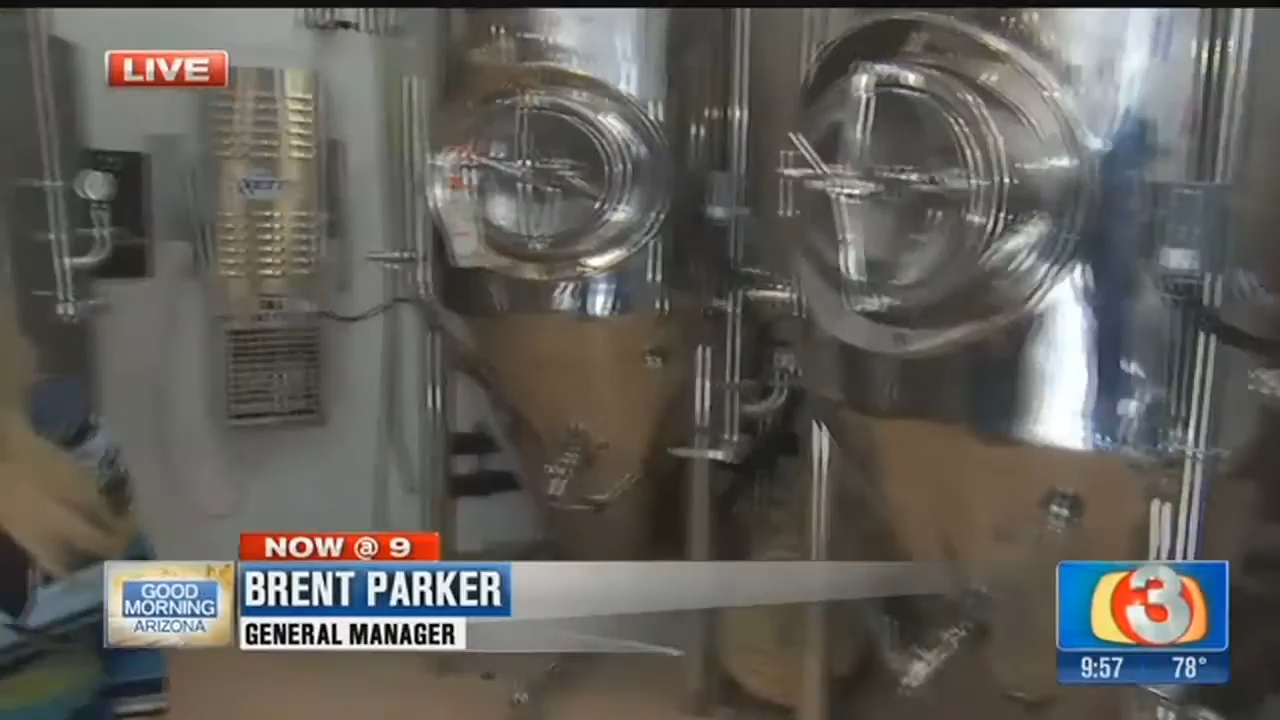 LIVE
NOW @ 9
GOOD
MORNING
ARIZONA
BRENT PARKER
GENERAL MANAGER
3
9:57 78°